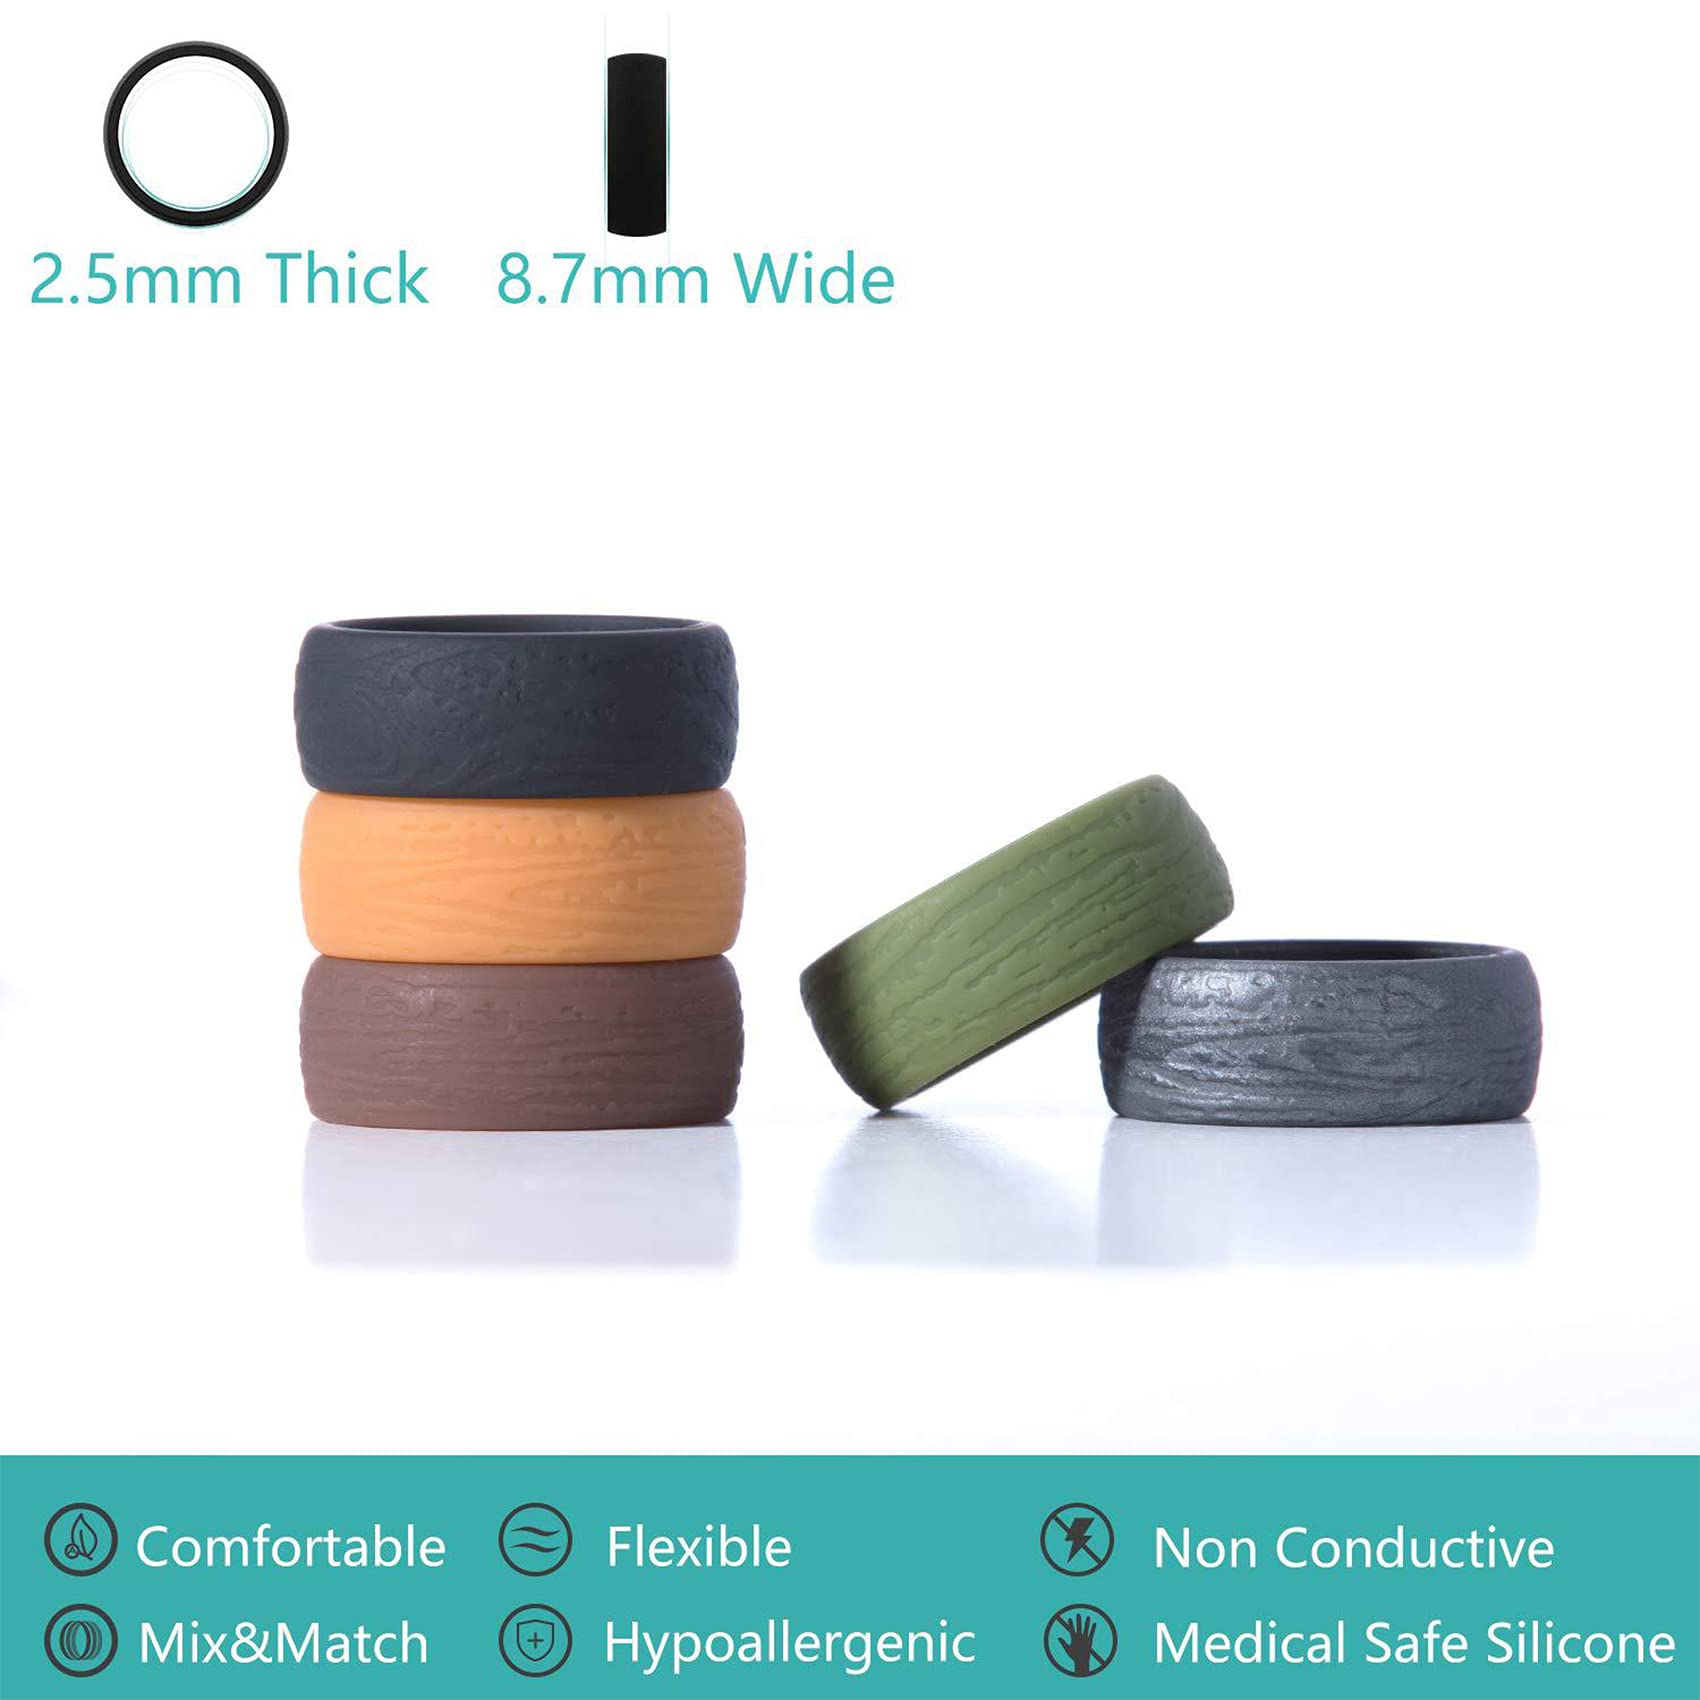 2.5mm Thick
8.7mm Wide
Comfortable
Flexible
Non Conductive
Mix&Match
Hypoallergenic
Medical Safe Silicone